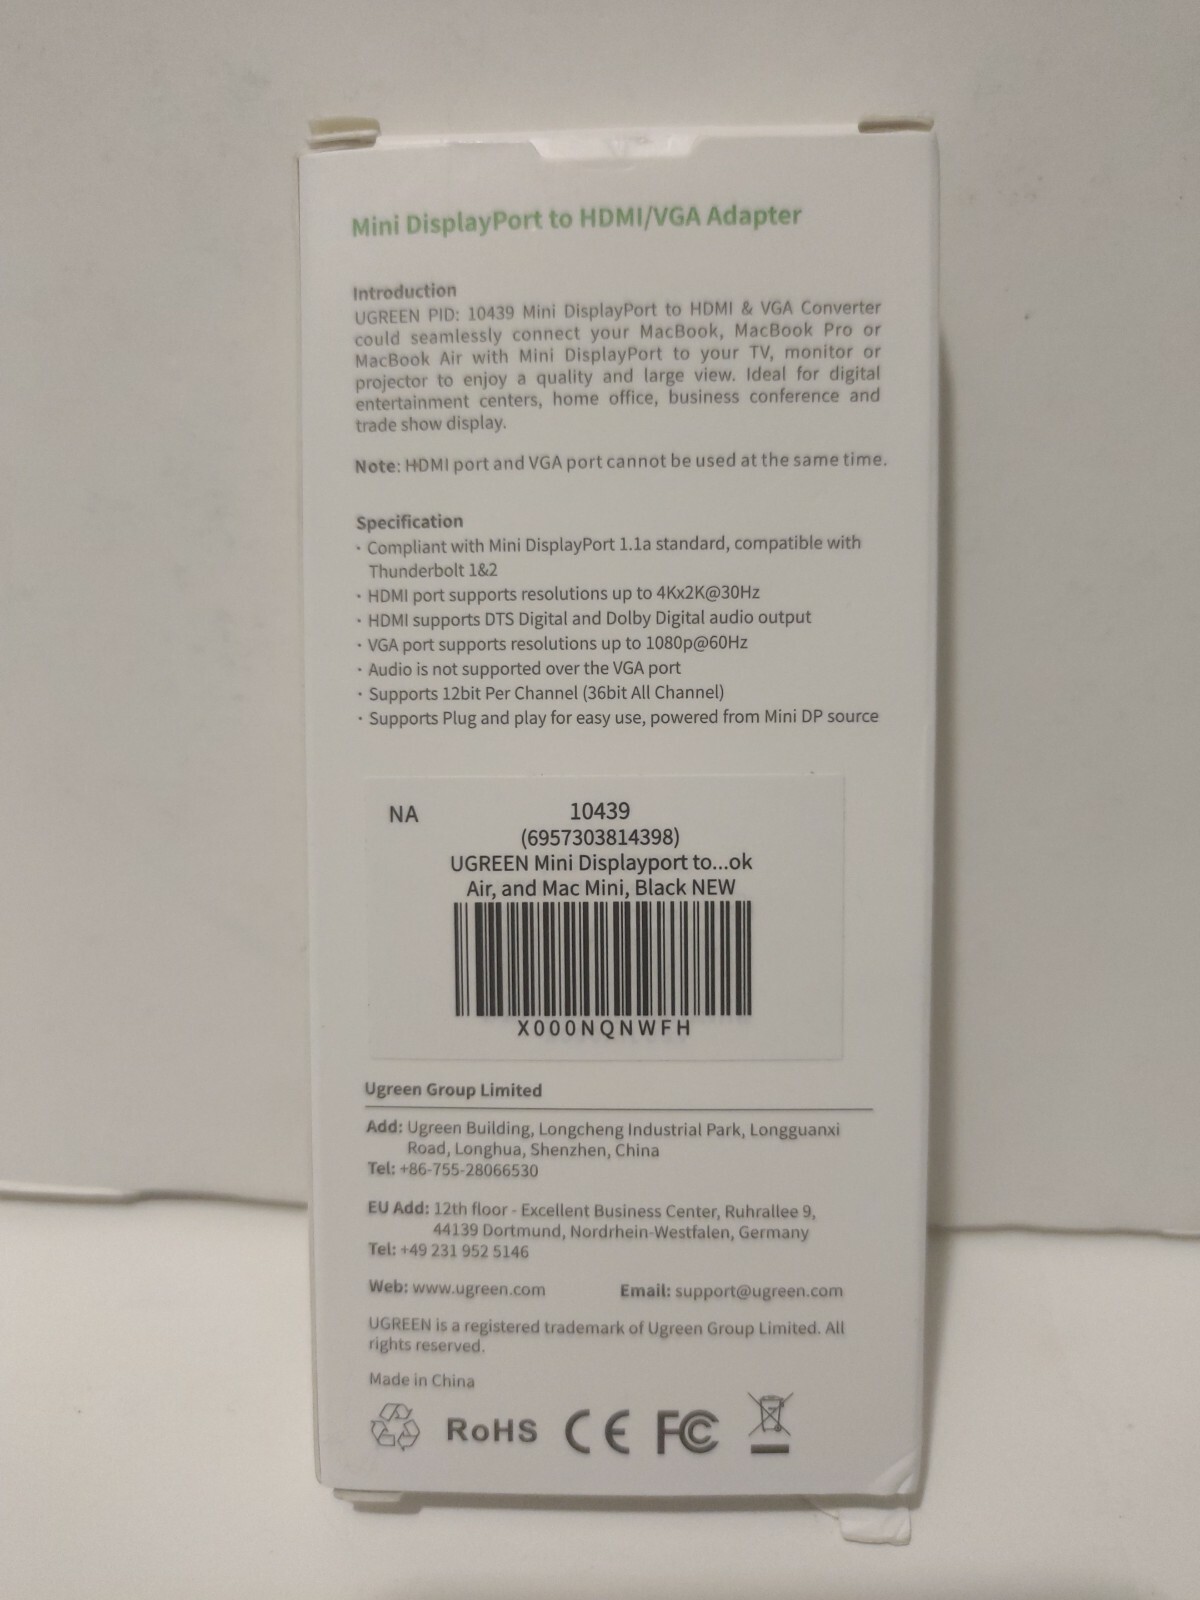 Mini DisplayPort to HDMI/VGA Adapter
Introduction
UGREEN PID: 10439 Mini DisplayPort to HDMI & VGA Converter
could seamlessly connect your MacBook, MacBook Pro or
MacBook Air with Mini DisplayPort to your TV, monitor or
projector to enjoy a quality and large view. Ideal for digital
entertainment centers, home office, business conference and
trade show display.
Note: HDMI port and VGA port cannot be used at the same time.
Specification
· Compliant with Mini DisplayPort 1.1a standard, compatible with
Thunderbolt 1&2
· HDMI port supports resolutions up to 4Kx2K@30Hz
· HDMI supports DTS Digital and Dolby Digital audio output
· VGA port supports resolutions up to 1080p@60Hz
· Audio is not supported over the VGA port
· Supports 12bit Per Channel (36bit All Channel)
· Supports Plug and play for easy use, powered from Mini DP source
NA 10439
(6957303814398)
UGREEN Mini Displayport to...ok
Air, and Mac Mini, Black NEW
X000NQNWFH
Ugreen Group Limited
Add: Ugreen Building, Longcheng Industrial Park, Longguanxi
Road, Longhua, Shenzhen, China
Tel: +86-755-28066530
EU Add: 12th floor - Excellent Business Center, Ruhrallee 9,
44139 Dortmund, Nordrhein-Westfalen, Germany
Tel: +49 231 952 5146
Web: www.ugreen.com Email: support@ugreen.com
UGREEN is a registered trademark of Ugreen Group Limited. All
rights reserved.
Made in China
RoHS CE FC